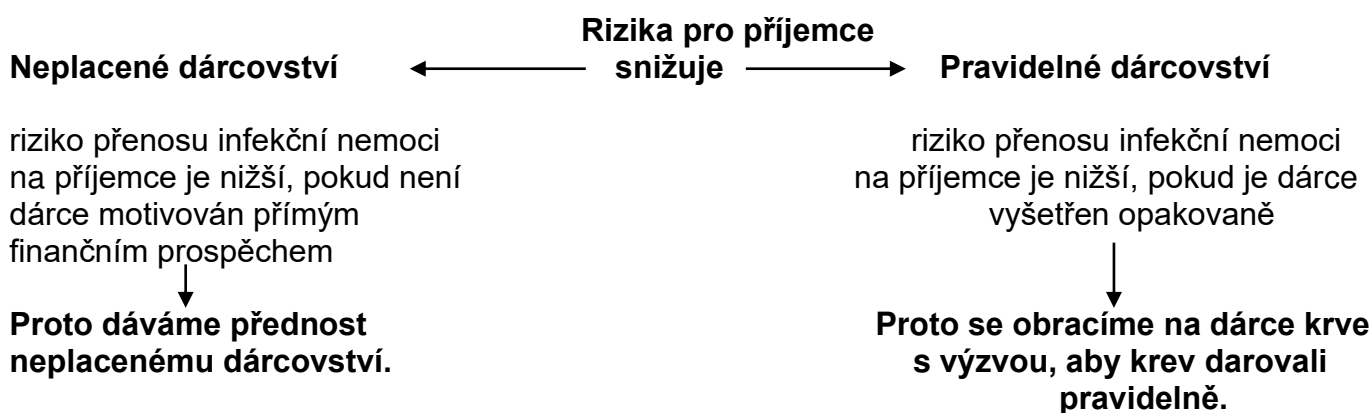 Rizika pro příjemce
Neplacené dárcovství snižuje Pravidelné dárcovství
riziko přenosu infekční nemoci
na příjemce je nižší, pokud není
dárce motivován přímým
finančním prospěchem
Proto dáváme přednost
neplacenému dárcovství.
riziko přenosu infekční nemoci
na příjemce je nižší, pokud je dárce
vyšetřen opakovaně
Proto se obracíme na dárce krve
s výzvou, aby krev darovali
pravidelně.